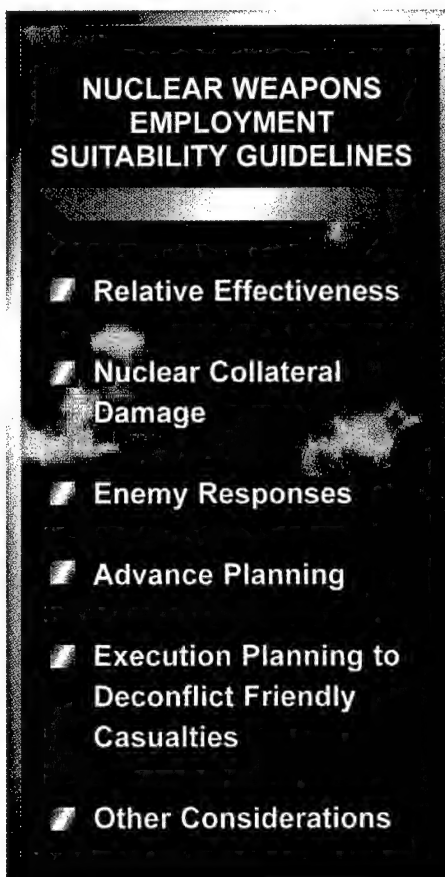 NUCLEAR WEAPONS
EMPLOYMENT
SUITABILITY GUIDELINES
Relative Effectiveness
Nuclear Collateral
Damage
Enemy Responses
Advance Planning
Execution Planning to
Deconflict Friendly
Casualties
Other Considerations